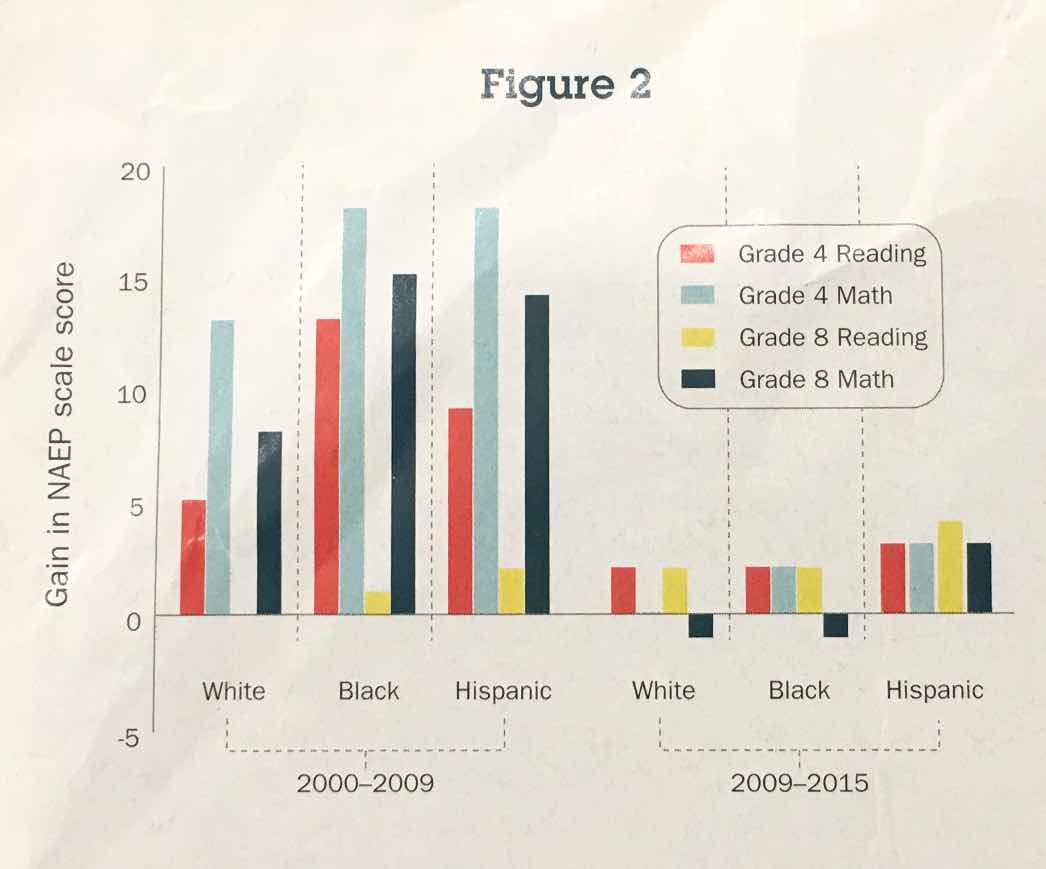 Figure 2
Gain in NAEP scale score
20
15
10
5
0
-5
Grade 4 Reading
Grade 4 Math
Grade 8 Reading
Grade 8 Math
White Black Hispanic White Black Hispanic
2000–2009 2009–2015